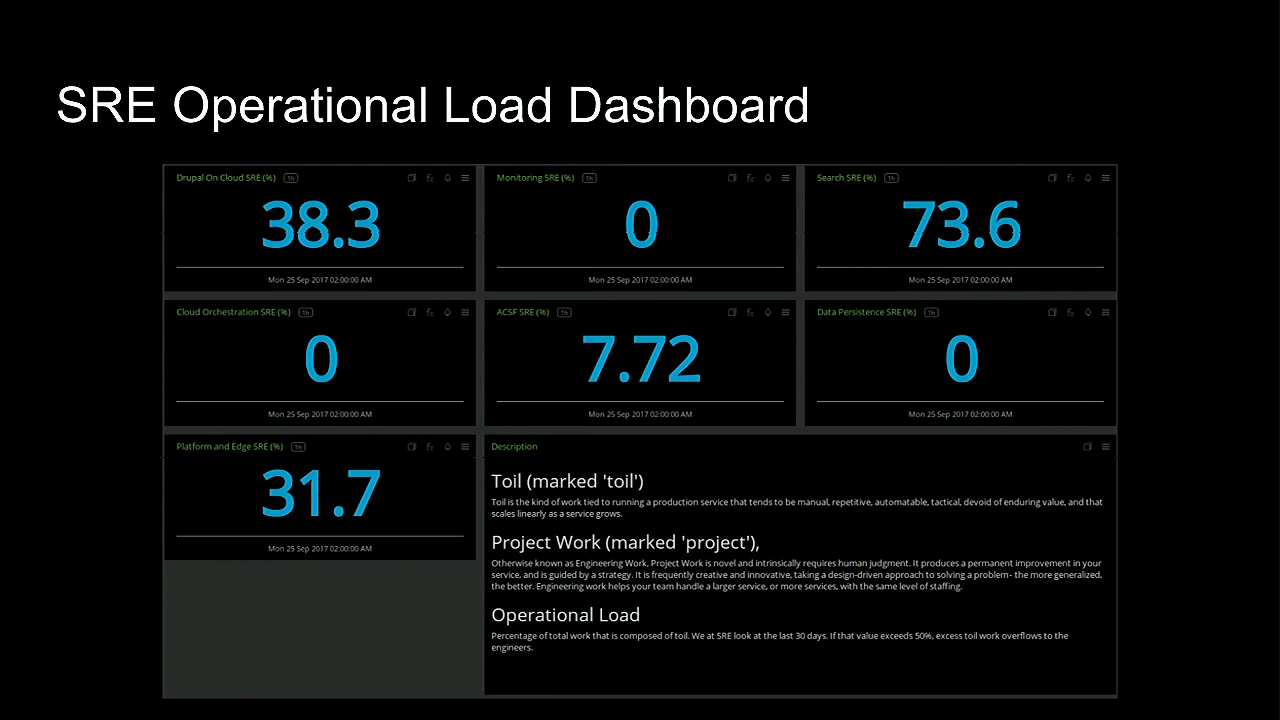 SRE Operational Load Dashboard
Drupal On Cloud SRE (%) 1h
38.3
Mon 25 Sep 2017 02:00:00 AM
Monitoring SRE (%) 1h
0
Mon 25 Sep 2017 02:00:00 AM
Search SRE (%) 1h
73.6
Mon 25 Sep 2017 02:00:00 AM
Cloud Orchestration SRE (%) 1h
0
Mon 25 Sep 2017 02:00:00 AM
ACSF SRE (%) 1h
7.72
Mon 25 Sep 2017 02:00:00 AM
Data Persistence SRE (%) 1h
0
Mon 25 Sep 2017 02:00:00 AM
Platform and Edge SRE (%) 1h
31.7
Mon 25 Sep 2017 02:00:00 AM
Description
Toil (marked 'toil')
Toil is the kind of work tied to running a production service that tends to be manual, repetitive, automatable, tactical, devoid of enduring value, and that
scales linearly as a service grows.
Project Work (marked 'project'),
Otherwise known as Engineering Work, Project Work is novel and intrinsically requires human judgment. It produces a permanent improvement in your
service, and is guided by a strategy. It is frequently creative and innovative, taking a design-driven approach to solving a problem- the more generalized,
the better. Engineering work helps your team handle a larger service, or more services, with the same level of staffing.
Operational Load
Percentage of total work that is composed of toil. We at SRE look at the last 30 days. If that value exceeds 50%, excess toil work overflows to the
engineers.